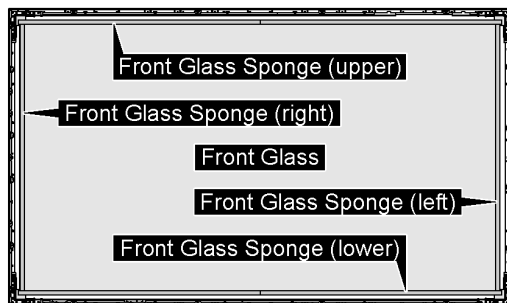 Front Glass Sponge (upper)
Front Glass Sponge (right)
Front Glass
Front Glass Sponge (left)
Front Glass Sponge (lower)